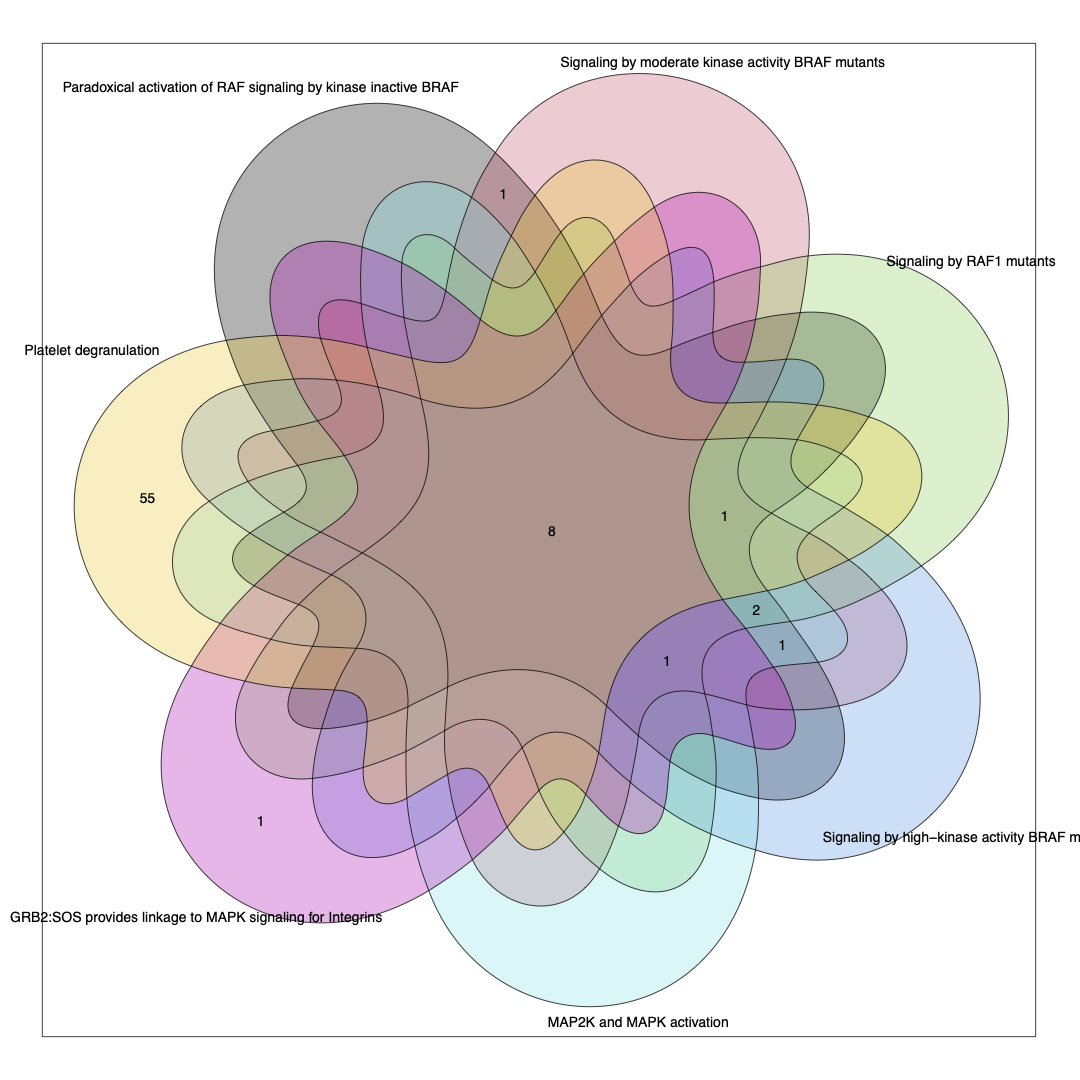 Signaling by moderate kinase activity BRAF mutants
Paradoxical activation of RAF signaling by kinase inactive BRAF
1
Signaling by RAF1 mutants
Platelet degranulation
55
1
8
2
1
1
1
Signaling by high−kinase activity BRAF m
GRB2:SOS provides linkage to MAPK signaling for Integrins
MAP2K and MAPK activation